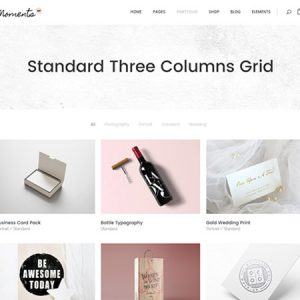 Moments
HOME PAGES PORTFOLIO SHOP BLOG ELEMENTS
Standard Three Columns Grid
All Photography Portrait Standard Wedding
Business Card Pack
Portrait / Standard
Bottle Typography
Standard
Gold Wedding Print
Portrait / Standard
BE
AWESOME
TODAY